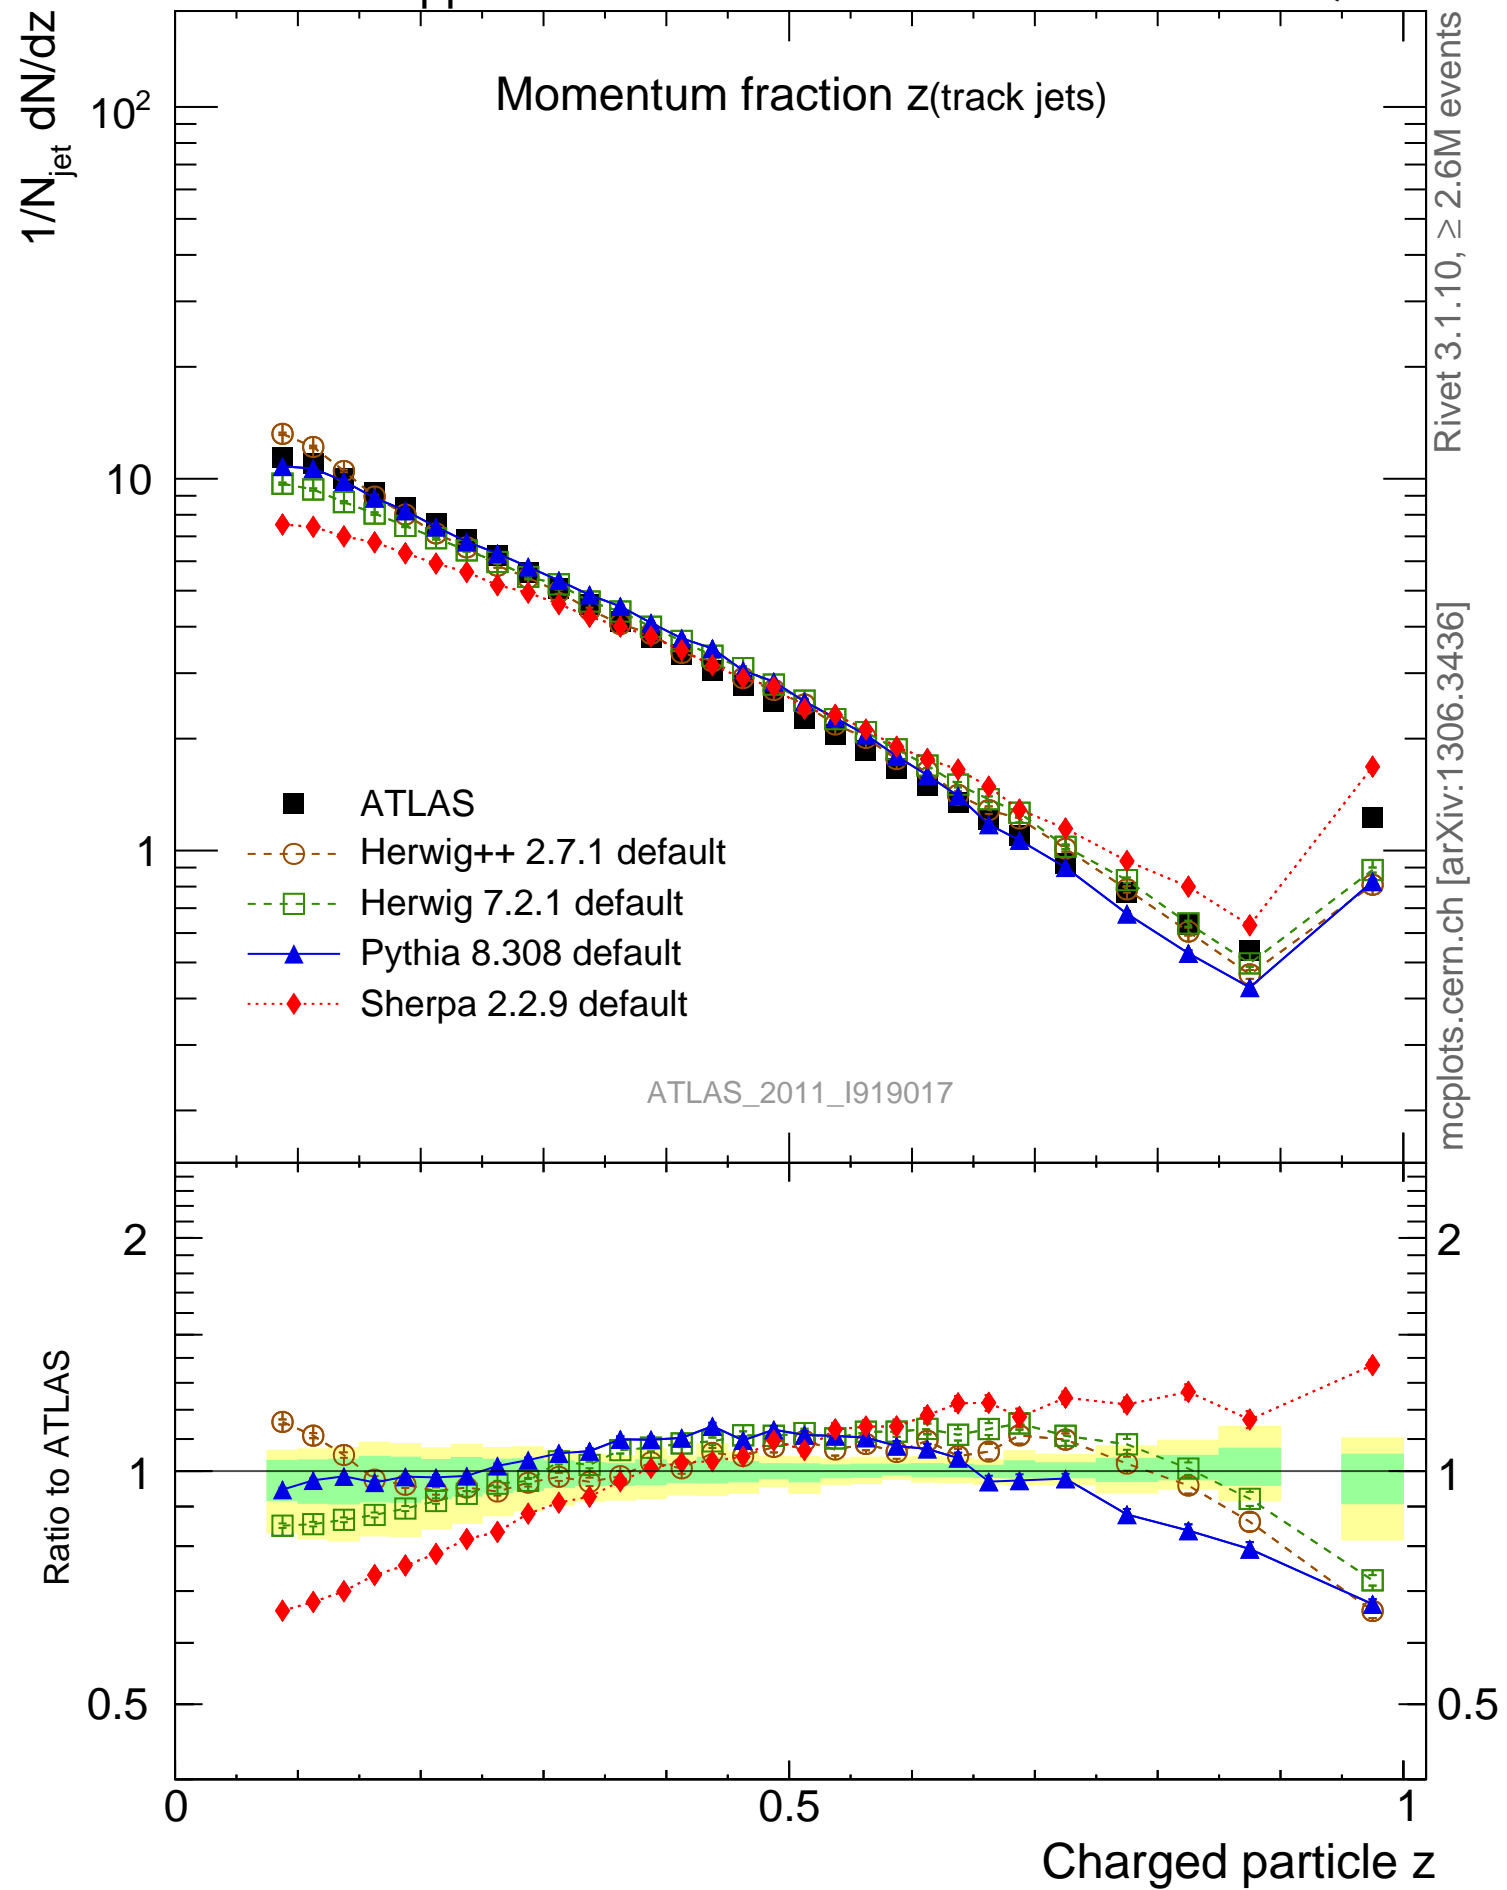 1/Njet dN/dz
Momentum fraction z(track jets)
10²
10
1
ATLAS
Herwig++ 2.7.1 default
Herwig 7.2.1 default
Pythia 8.308 default
Sherpa 2.2.9 default
ATLAS_2011_I919017
Rivet 3.1.10, ≥ 2.6M events
mcplots.cern.ch [arXiv:1306.3436]
Ratio to ATLAS
2
1
0.5
2
1
0.5
0
0.5
1
Charged particle z